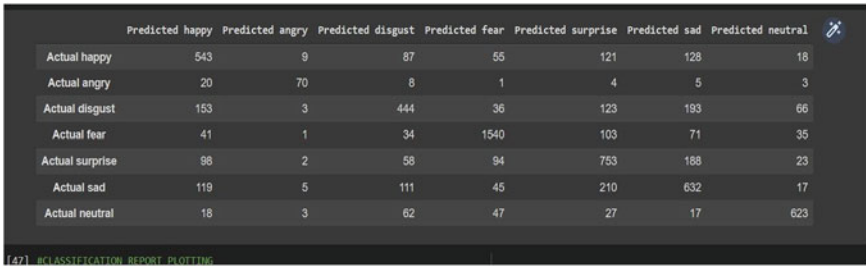 Predicted happy Predicted angry Predicted disgust Predicted fear Predicted surprise Predicted sad Predicted neutral
Actual happy 543 9 87 55 121 128 18
Actual angry 20 70 8 1 4 5 3
Actual disgust 153 3 444 36 123 193 66
Actual fear 41 1 34 1540 103 71 35
Actual surprise 98 2 58 94 753 188 23
Actual sad 119 5 111 45 210 632 17
Actual neutral 18 3 62 47 27 17 623
[47] #CLASSIFICATION REPORT PLOTTING